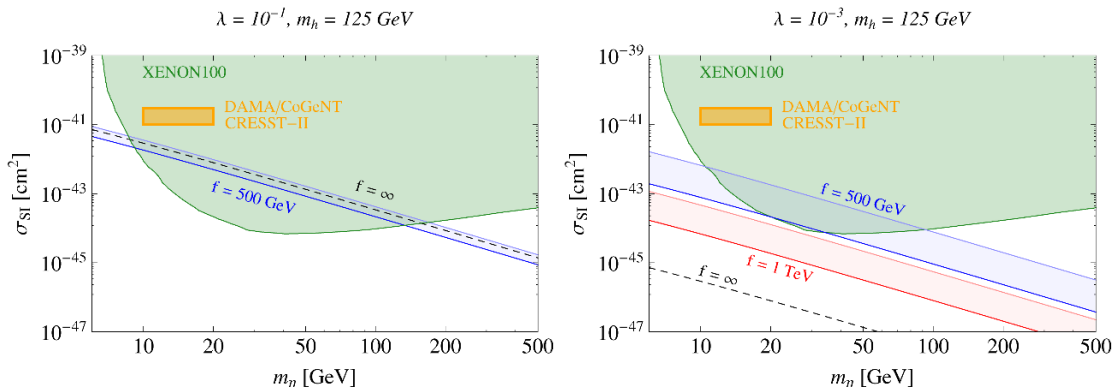 λ = 10⁻¹, m_h = 125 GeV
10⁻³⁹
10⁻⁴¹
10⁻⁴³
10⁻⁴⁵
10⁻⁴⁷
σ_SI [cm²]
XENON100
DAMA/CoGeNT
CRESST−II
f = ∞
f = 500 GeV
10 20 50 100 200 500
m_η [GeV]
λ = 10⁻³, m_h = 125 GeV
10⁻³⁹
10⁻⁴¹
10⁻⁴³
10⁻⁴⁵
10⁻⁴⁷
σ_SI [cm²]
XENON100
DAMA/CoGeNT
CRESST−II
f = 500 GeV
f = 1 TeV
f = ∞
10 20 50 100 200 500
m_η [GeV]